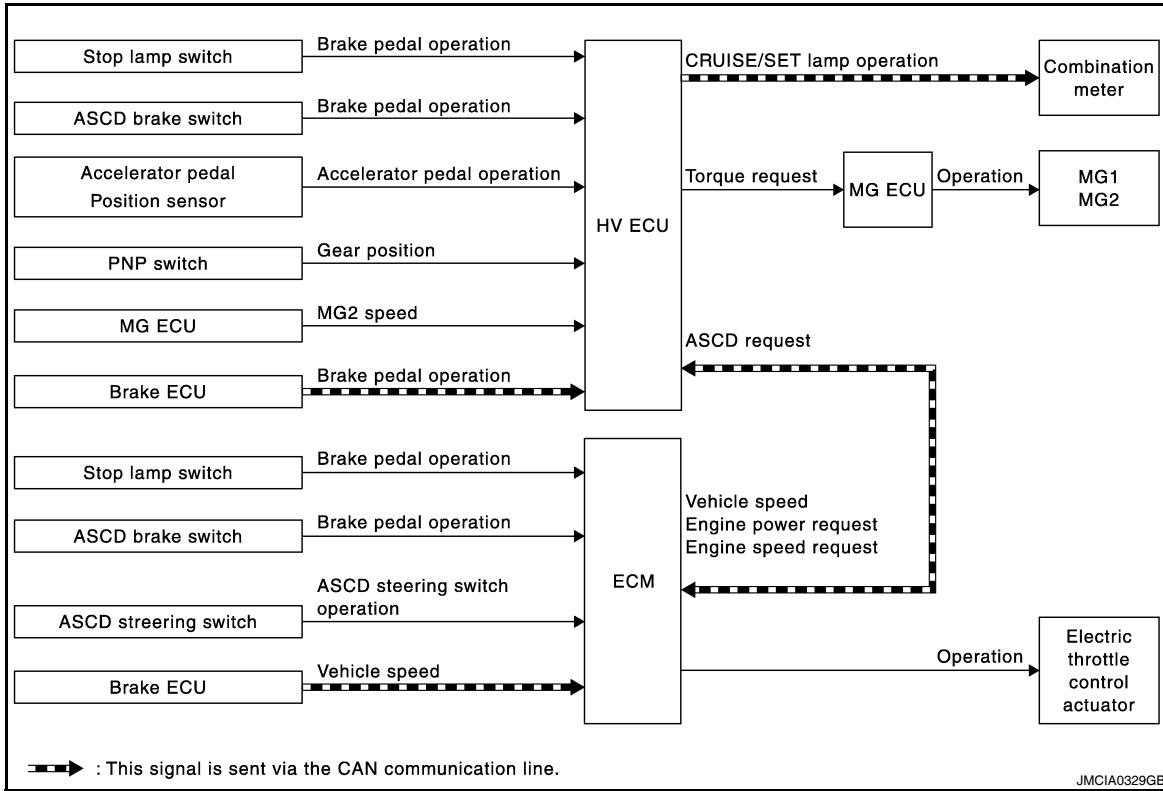 Stop lamp switch
Brake pedal operation
ASCD brake switch
Brake pedal operation
Accelerator pedal
Position sensor
Accelerator pedal operation
PNP switch
Gear position
MG ECU
MG2 speed
Brake ECU
Brake pedal operation
HV ECU
CRUISE/SET lamp operation
Combination
meter
Torque request
MG ECU
Operation
MG1
MG2
ASCD request
Stop lamp switch
Brake pedal operation
ASCD brake switch
Brake pedal operation
ASCD streering switch
ASCD steering switch
operation
Brake ECU
Vehicle speed
ECM
Vehicle speed
Engine power request
Engine speed request
Operation
Electric
throttle
control
actuator
: This signal is sent via the CAN communication line.
JMCIA0329GB